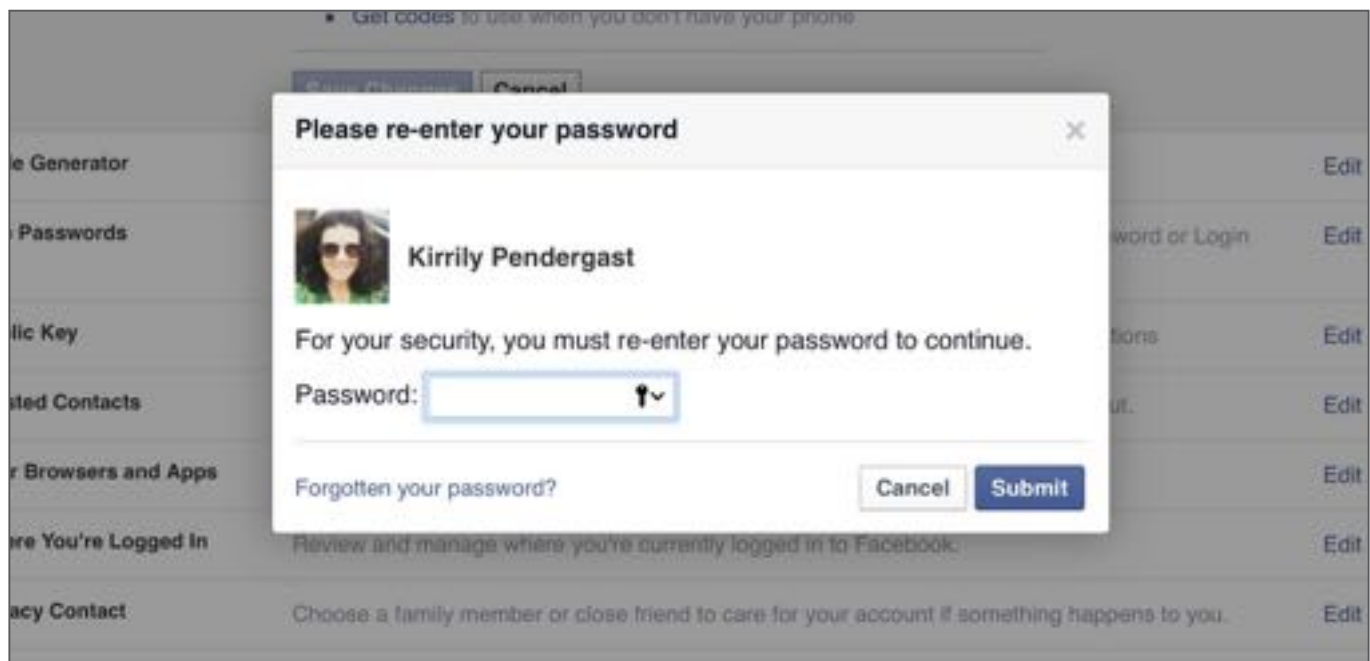 Get codes to use when you don't have your phone
Save Changes Cancel
Please re-enter your password
e Generator Edit
Passwords word or Login Edit
Kirrily Pendergast
lic Key tions Edit
For your security, you must re-enter your password to continue.
Password:
sted Contacts ut. Edit
r Browsers and Apps Edit
Forgotten your password? Cancel Submit
ere You're Logged In Review and manage where you're currently logged in to Facebook. Edit
acy Contact Choose a family member or close friend to care for your account if something happens to you. Edit